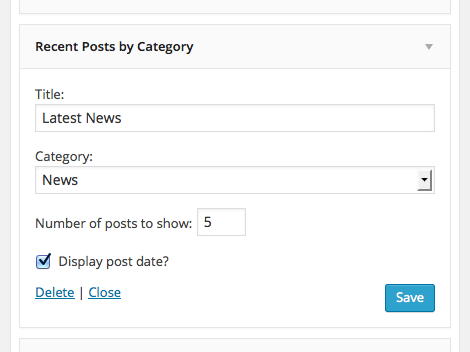 Recent Posts by Category
Title:
Latest News
Category:
News
Number of posts to show: 5
Display post date?
Delete | Close
Save